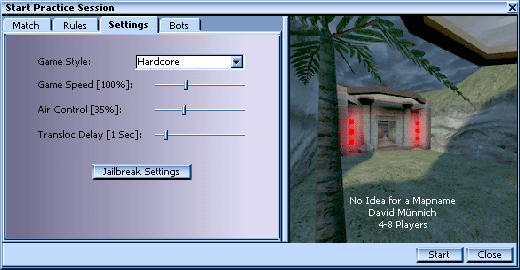 Start Practice Session
Match Rules Settings Bots
Game Style: Hardcore
Game Speed [100%]:
Air Control [35%]:
Transloc Delay [1 Sec]:
Jailbreak Settings
No Idea for a Mapname
David Münnich
4-8 Players
Start Close